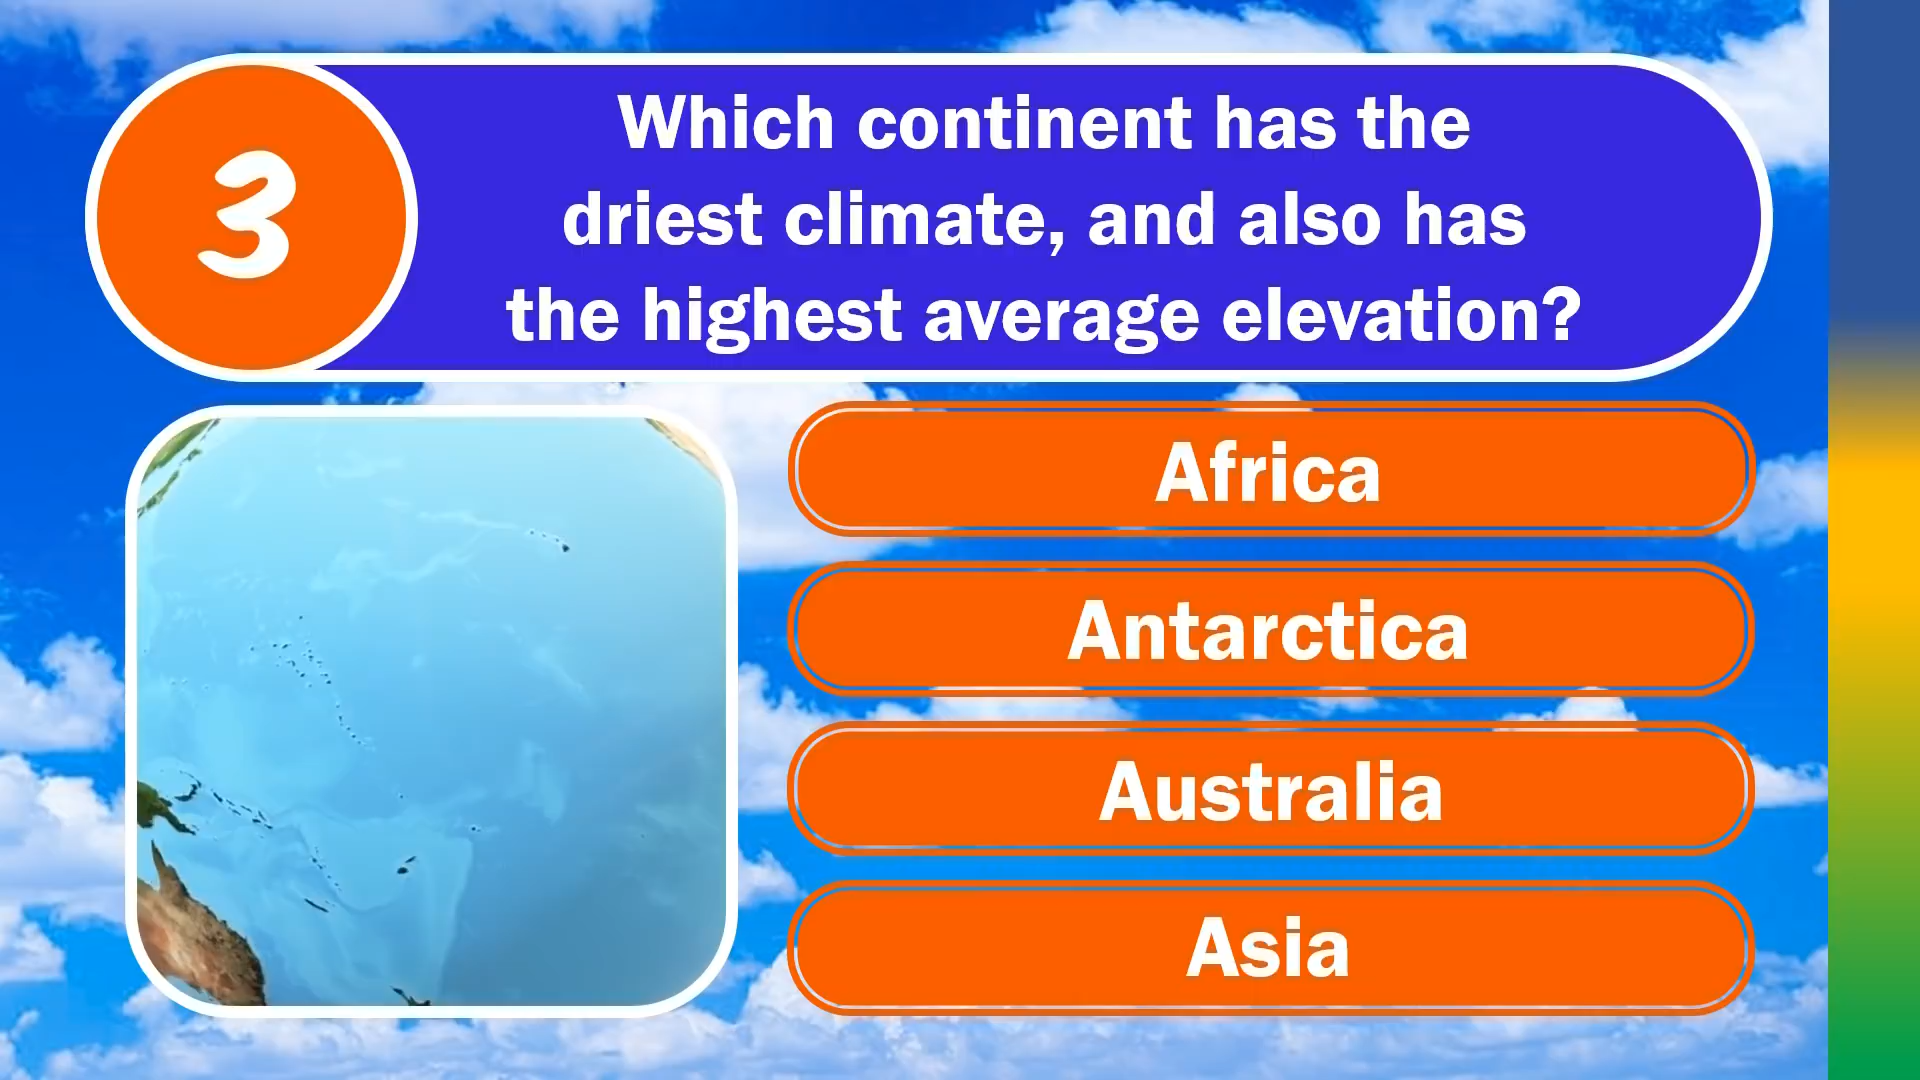 3
Which continent has the
driest climate, and also has
the highest average elevation?
Africa
Antarctica
Australia
Asia